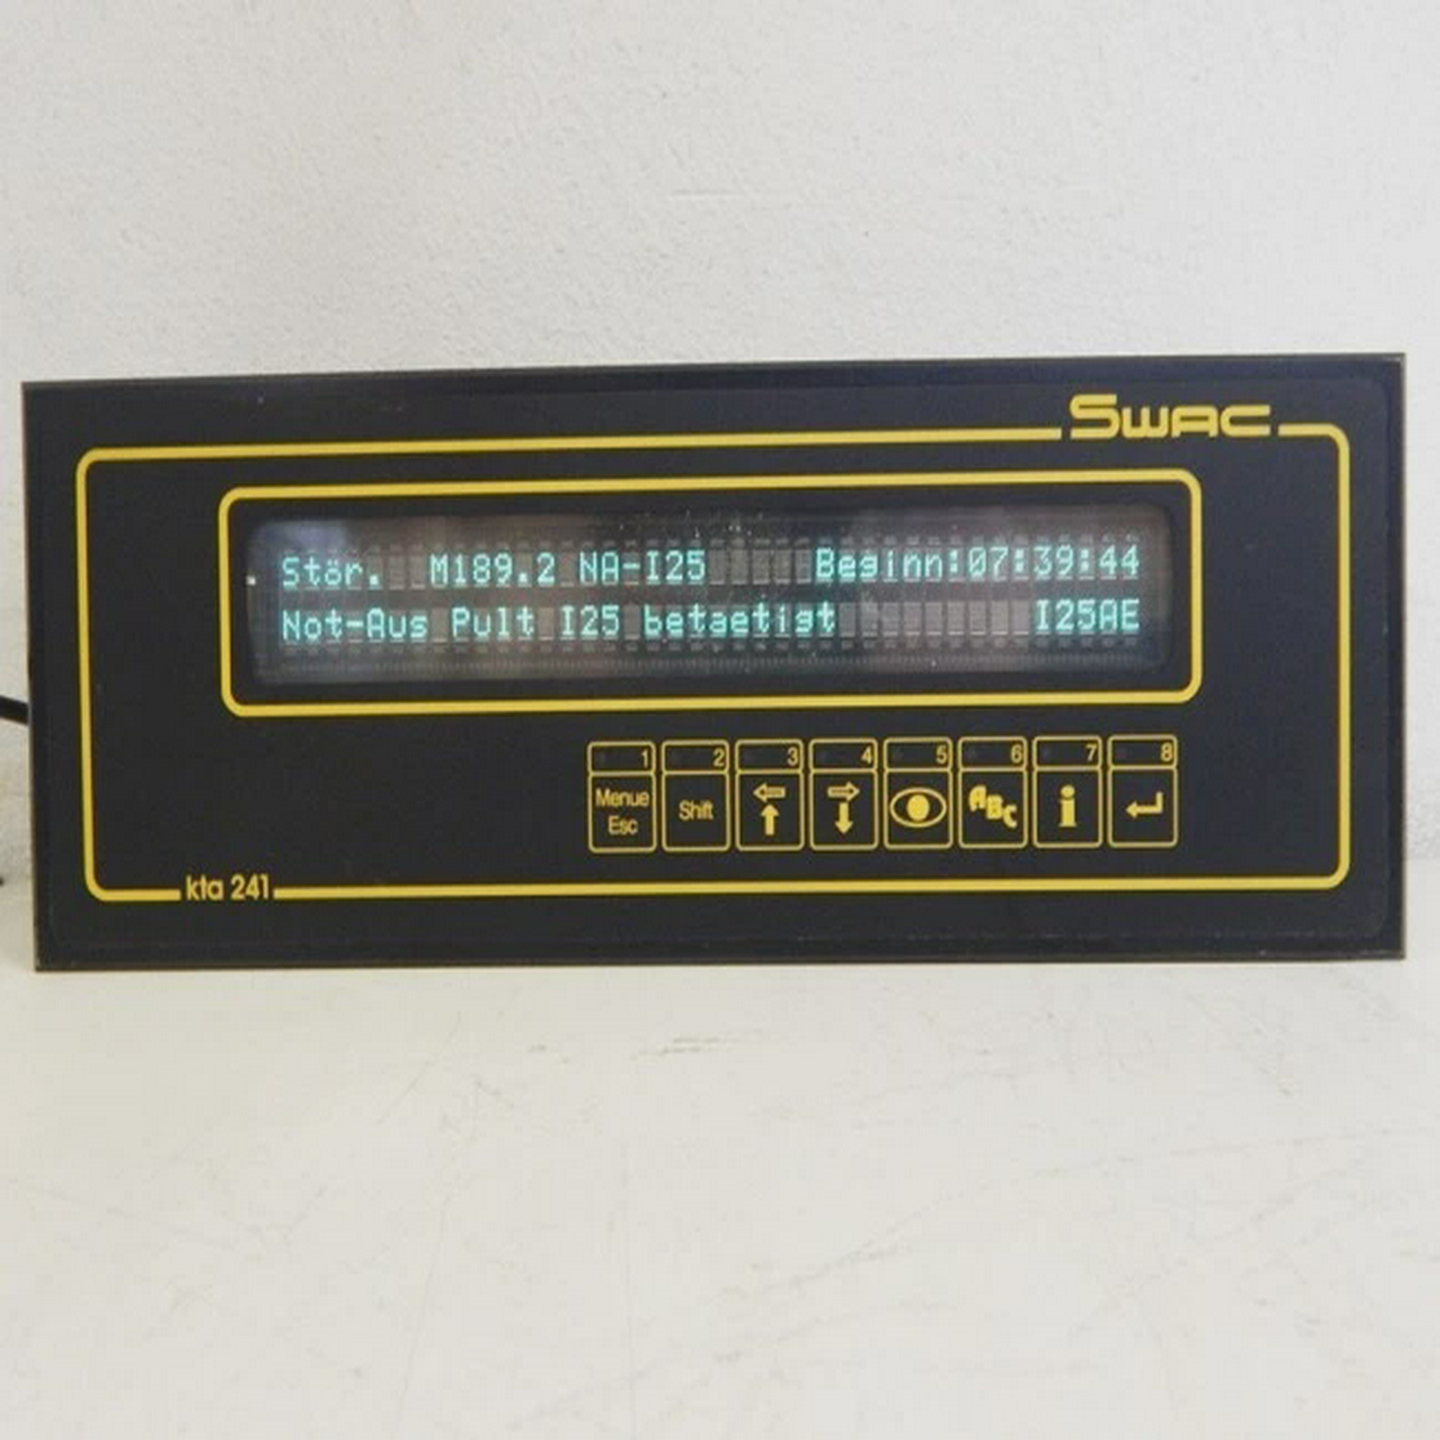 Swac
Stör. M189.2 NA-I25 Beginn:07:39:44
Not-Aus Pult I25 betaetigt I25AE
1 2 3 4 5 6 7 8
Menue Esc Shift ABC i
kta 241